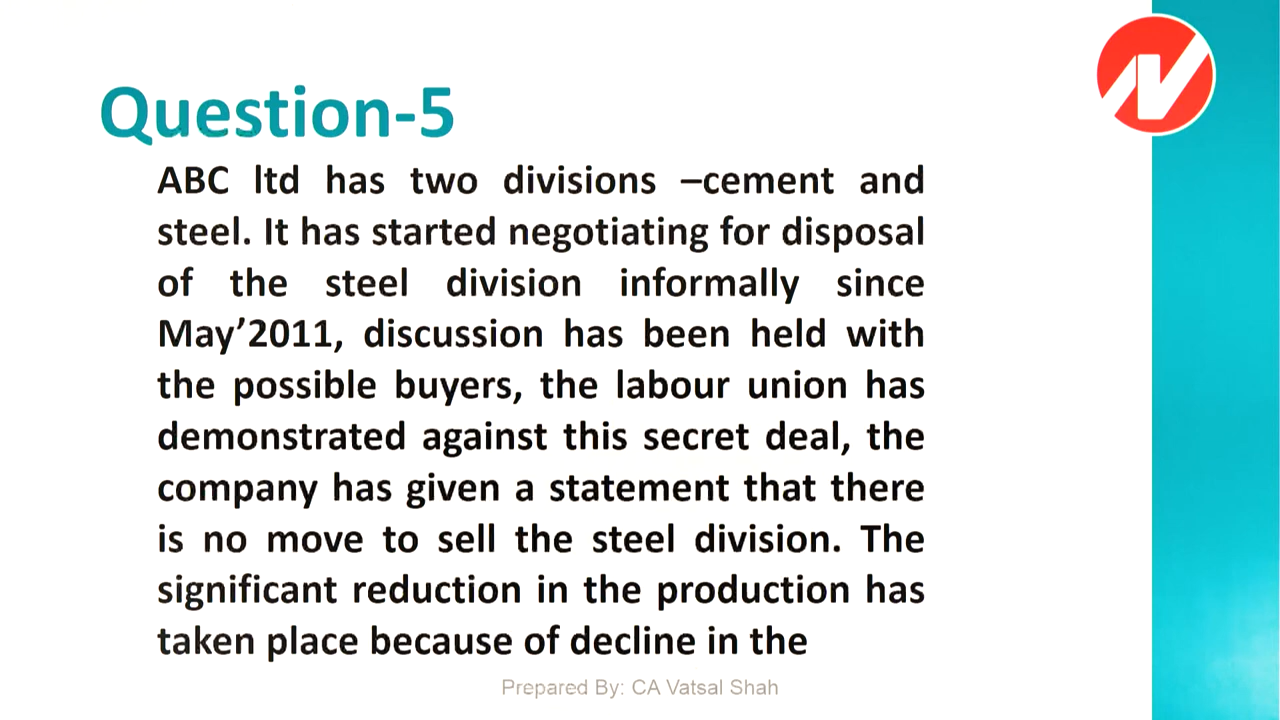 Question-5
ABC ltd has two divisions –cement and
steel. It has started negotiating for disposal
of the steel division informally since
May’2011, discussion has been held with
the possible buyers, the labour union has
demonstrated against this secret deal, the
company has given a statement that there
is no move to sell the steel division. The
significant reduction in the production has
taken place because of decline in the
Prepared By: CA Vatsal Shah